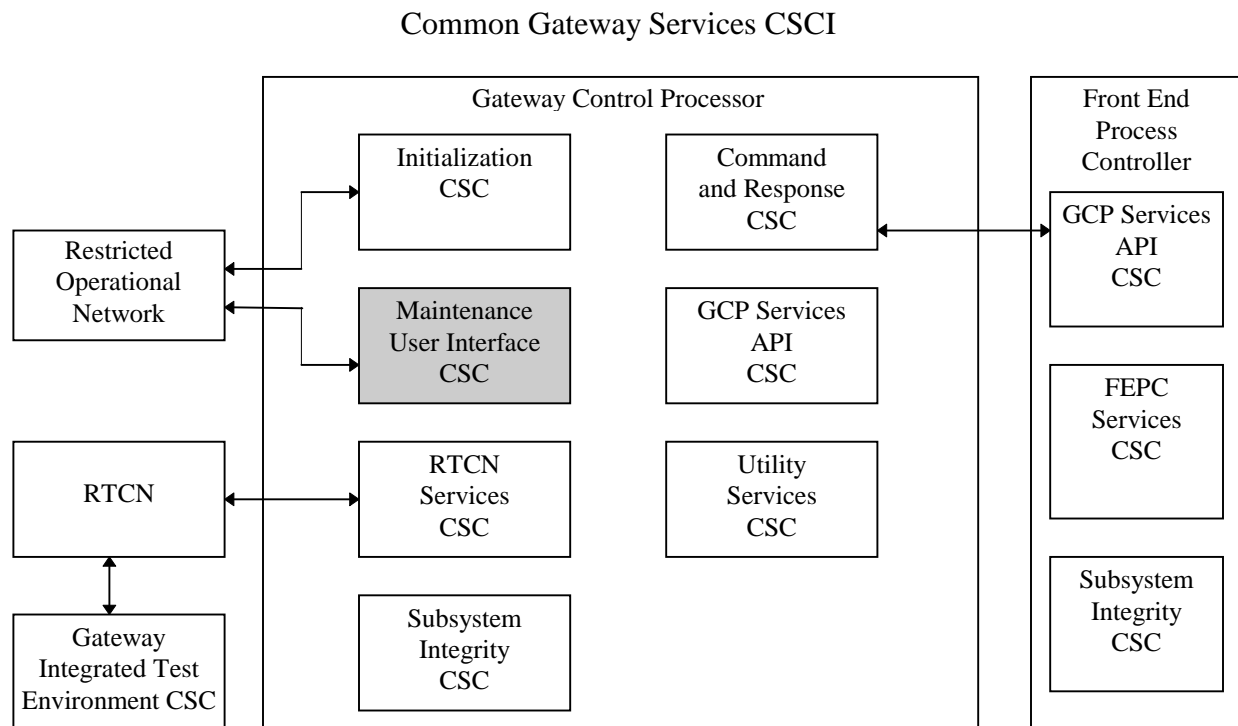 Common Gateway Services CSCI
Gateway Control Processor
Front End
Process
Controller
Initialization
CSC
Command
and Response
CSC
GCP Services
API
CSC
Restricted
Operational
Network
Maintenance
User Interface
CSC
GCP Services
API
CSC
FEPC
Services
CSC
RTCN
RTCN
Services
CSC
Utility
Services
CSC
Subsystem
Integrity
CSC
Gateway
Integrated Test
Environment CSC
Subsystem
Integrity
CSC